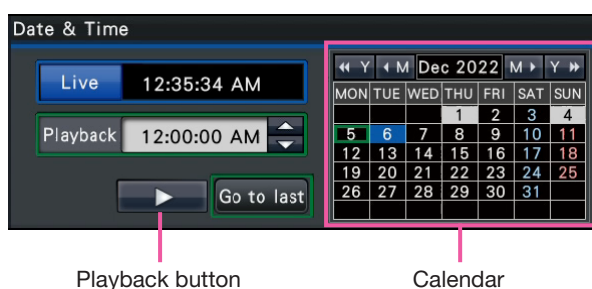 Date & Time
Live 12:35:34 AM
Playback 12:00:00 AM
Go to last
Y M Dec 2022 M Y
MON TUE WED THU FRI SAT SUN
1 2 3 4
5 6 7 8 9 10 11
12 13 14 15 16 17 18
19 20 21 22 23 24 25
26 27 28 29 30 31
Playback button
Calendar